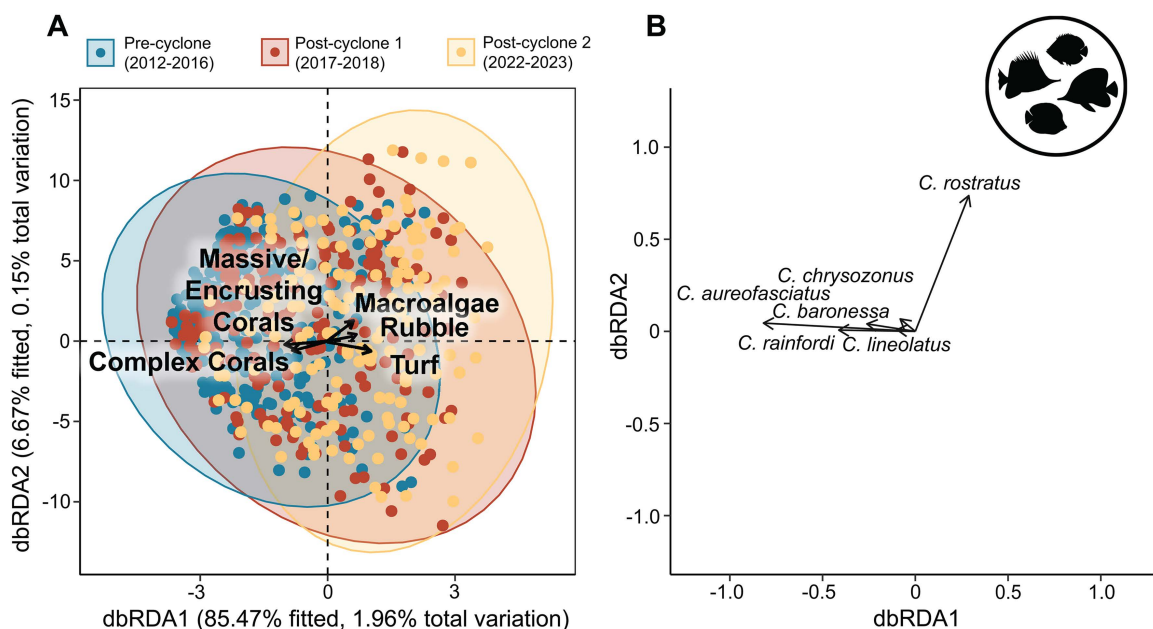 A
Pre-cyclone
(2012-2016)
Post-cyclone 1
(2017-2018)
Post-cyclone 2
(2022-2023)
dbRDA2 (6.67% fitted, 0.15% total variation)
15
10
5
0
-5
-10
Massive/
Encrusting
Corals
Macroalgae
Rubble
Complex Corals
Turf
-3
0
3
dbRDA1 (85.47% fitted, 1.96% total variation)
B
dbRDA2
1.0
0.5
0
-0.5
-1.0
C. rostratus
C. chrysozonus
C. aureofasciatus
C. baronessa
C. rainfordi
C. lineolatus
-1.0
-0.5
0
0.5
1.0
dbRDA1